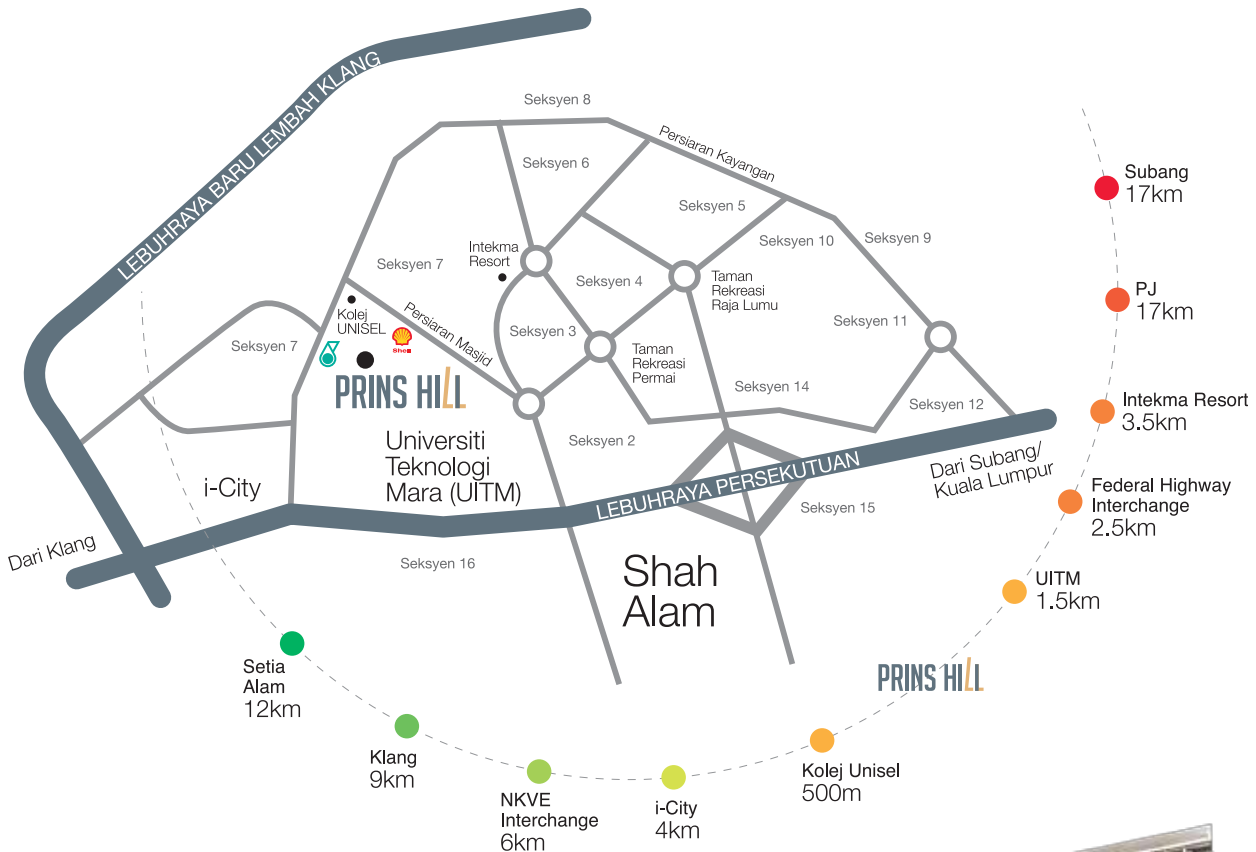 LEBUHRAYA BARU LEMBAH KLANG
Seksyen 8
Persiaran Kayangan
Seksyen 6
Seksyen 5
Seksyen 10
Seksyen 9
Seksyen 7
Intekma
Resort
Seksyen 4
Taman
Rekreasi
Raja Lumu
Kolej
UNISEL
Shell
Persiaran Masjid
Seksyen 3
Seksyen 11
Seksyen 7
Taman
Rekreasi
Permai
PRINS HILL
Seksyen 14
Seksyen 12
Universiti
Teknologi
Mara (UITM)
Seksyen 2
i-City
LEBUHRAYA PERSEKUTUAN
Dari Subang/
Kuala Lumpur
Seksyen 15
Dari Klang
Seksyen 16
Shah
Alam
Subang
17km
PJ
17km
Intekma Resort
3.5km
Federal Highway
Interchange
2.5km
UITM
1.5km
PRINS HILL
Kolej Unisel
500m
i-City
4km
NKVE
Interchange
6km
Klang
9km
Setia
Alam
12km